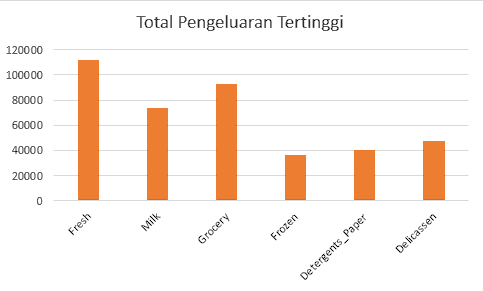 Total Pengeluaran Tertinggi
120000
100000
80000
60000
40000
20000
0
Fresh
Milk
Grocery
Frozen
Detergents_Paper
Delicassen